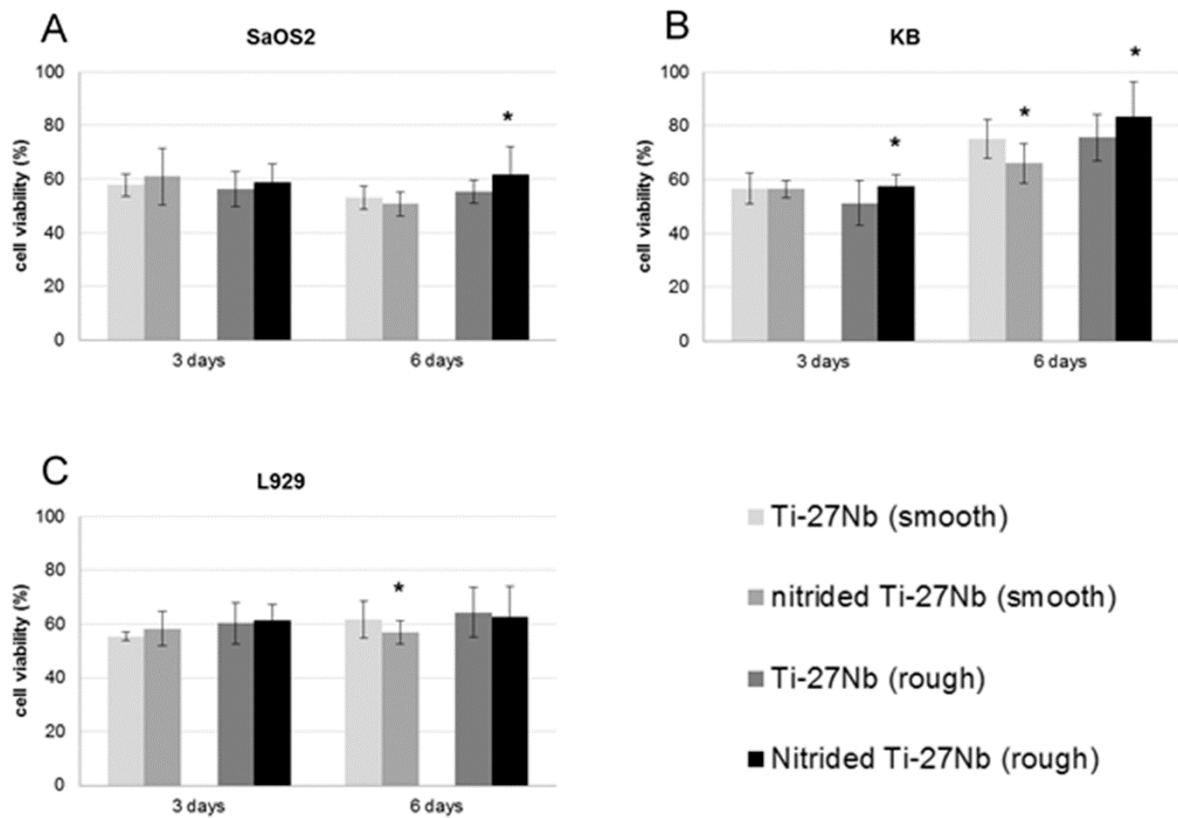 A
SaOS2
cell viability (%)
100
80
60
40
20
0
*
3 days
6 days
B
KB
cell viability (%)
100
80
60
40
20
0
*
*
*
3 days
6 days
C
L929
cell viability (%)
100
80
60
40
20
0
*
3 days
6 days
Ti-27Nb (smooth)
nitrided Ti-27Nb (smooth)
Ti-27Nb (rough)
Nitrided Ti-27Nb (rough)